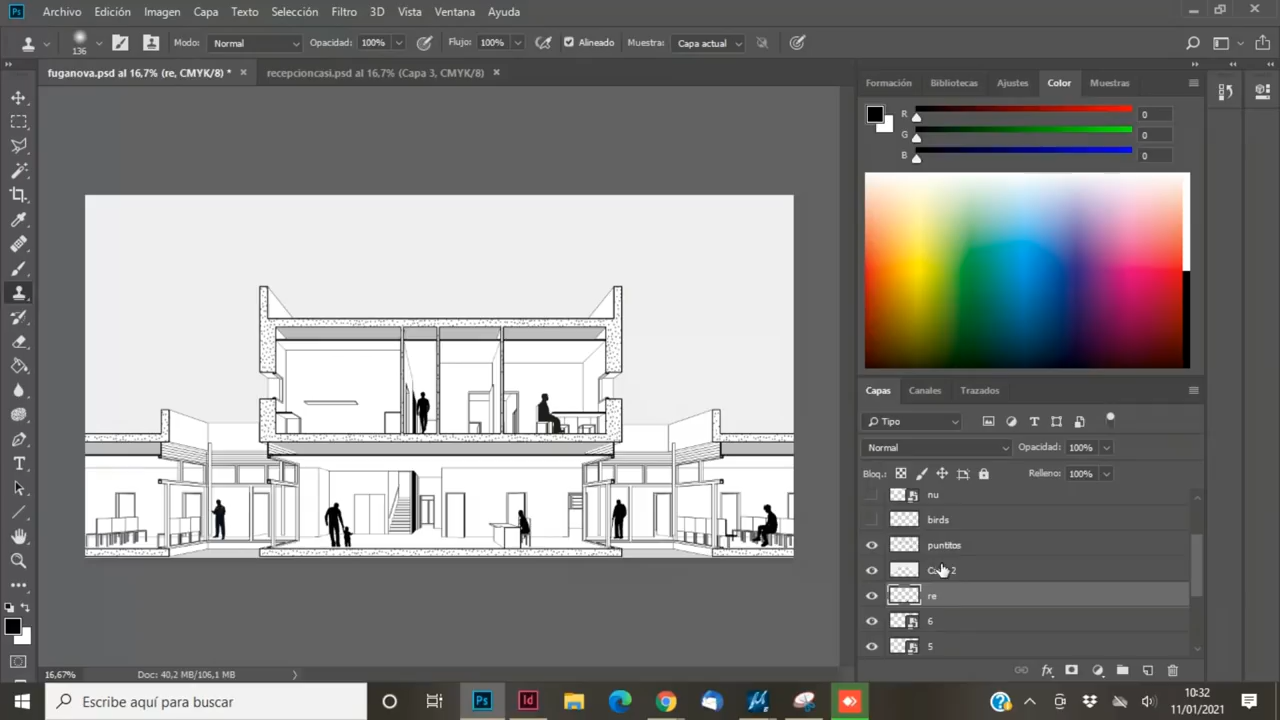 Ps Archivo Edición Imagen Capa Texto Selección Filtro 3D Vista Ventana Ayuda
136 Modo: Normal Opacidad: 100% Flujo: 100% Alineado Muestra: Capa actual
fuganova.psd al 16,7% (re, CMYK/8) * × recepcioncasi.psd al 16,7% (Capa 3, CMYK/8) ×
Formación Bibliotecas Ajustes Color Muestras
R 0
G 0
B 0
Capas Canales Trazados
Tipo
Normal Opacidad: 100%
Bloq.: Relleno: 100%
nu
birds
puntitos
2
re
6
5
16,67% Doc: 40,2 MB/106,1 MB
Escribe aquí para buscar Ps Id 10:32
11/01/2021